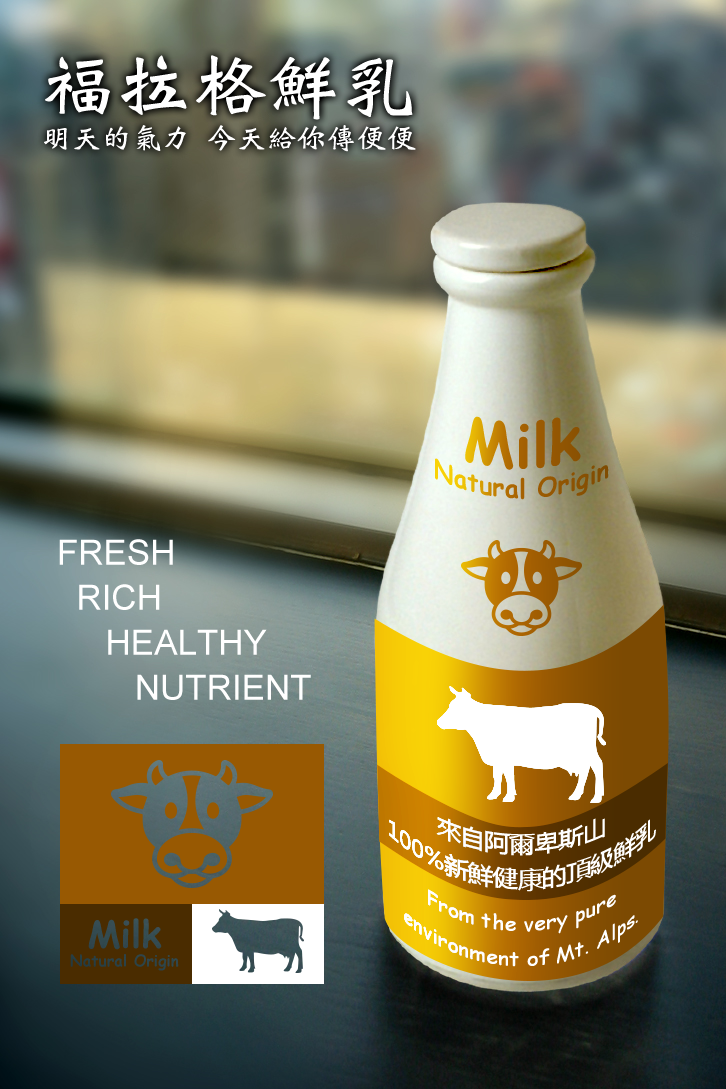 福拉格鮮乳
明天的氣力 今天給你傳便便
Milk
Natural Origin
FRESH
RICH
HEALTHY
NUTRIENT
來自阿爾卑斯山
100%新鮮健康的頂級鮮乳
From the very pure
environment of Mt. Alps.
Milk
Natural Origin